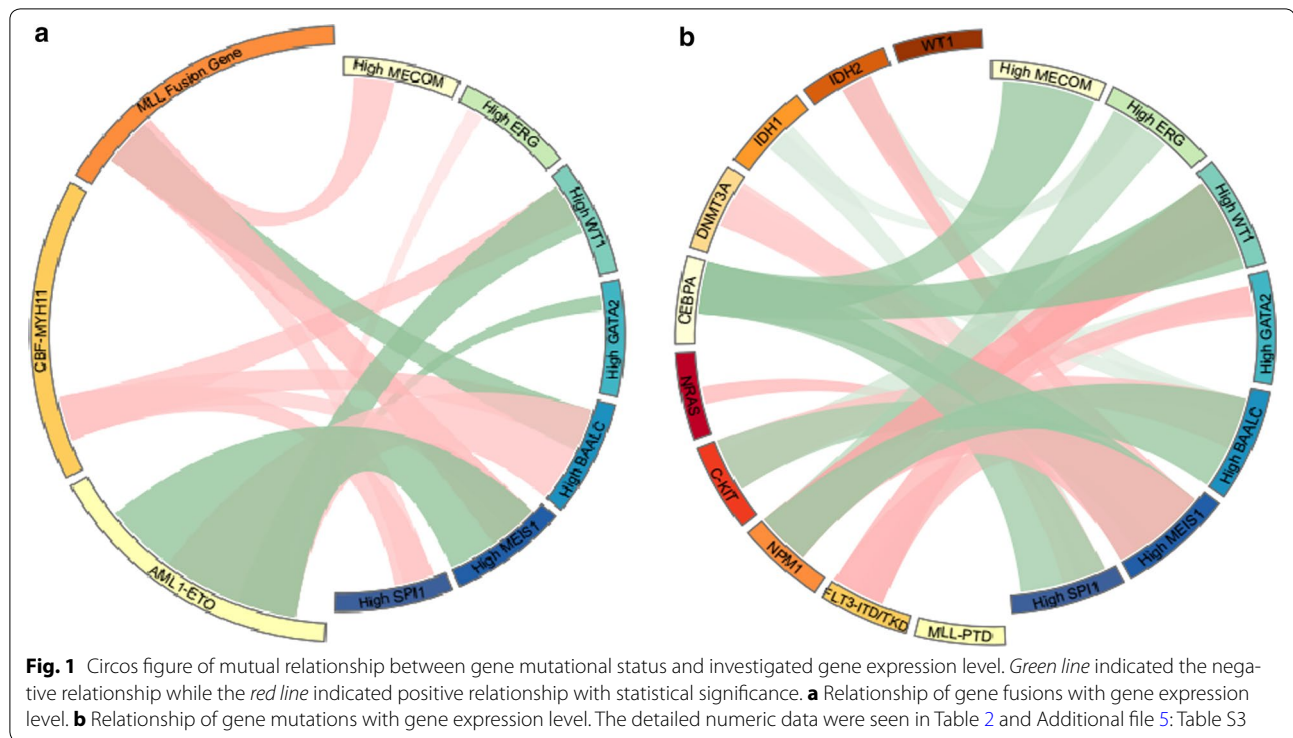 a
MLL Fusion Gene
CBF-MYH11
AML1-ETO
High MECOM
High ERG
High WT1
High GATA2
High BAALC
High MEIS1
High SPI1
b
WT1
IDH2
IDH1
DNMT3A
CEBPA
NRAS
C-KIT
NPM1
FLT3-ITD/TKD
MLL-PTD
High MECOM
High ERG
High WT1
High GATA2
High BAALC
High MEIS1
High SPI1
Fig. 1 Circos figure of mutual relationship between gene mutational status and investigated gene expression level. Green line indicated the nega-
tive relationship while the red line indicated positive relationship with statistical significance. a Relationship of gene fusions with gene expression
level. b Relationship of gene mutations with gene expression level. The detailed numeric data were seen in Table 2 and Additional file 5: Table S3